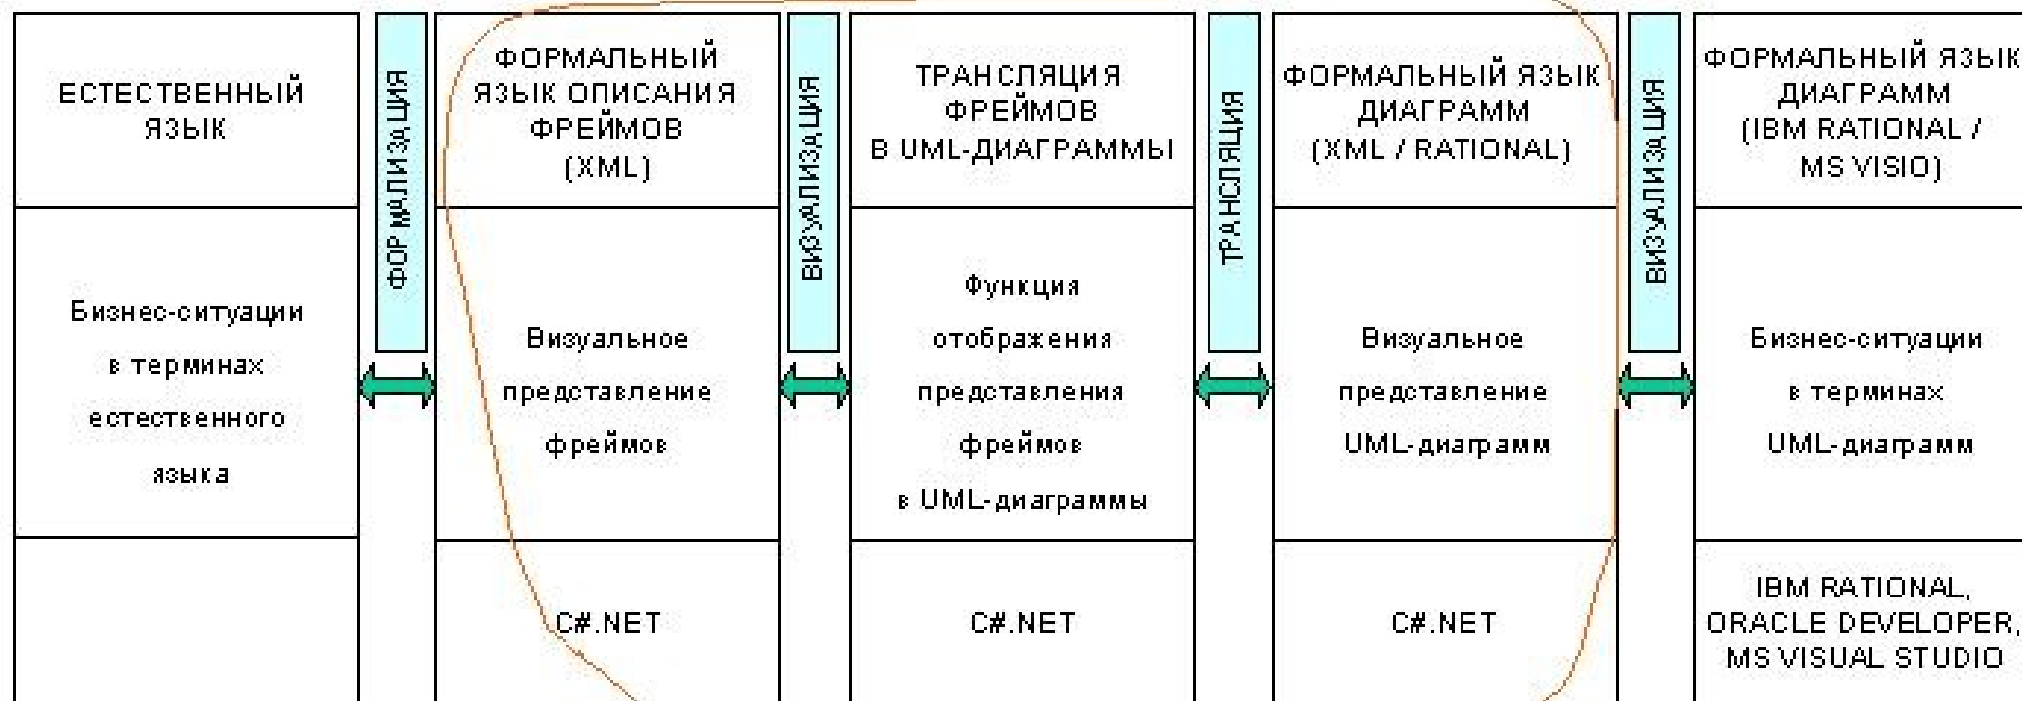 ЕСТЕСТВЕННЫЙ
ЯЗЫК
ФОРМАЛИЗАЦИЯ
ФОРМАЛЬНЫЙ
ЯЗЫК ОПИСАНИЯ
ФРЕЙМОВ
(XML)
ВИЗУАЛИЗАЦИЯ
ТРАНСЛЯЦИЯ
ФРЕЙМОВ
В UML-ДИАГРАММЫ
ТРАНСЛЯЦИЯ
ФОРМАЛЬНЫЙ ЯЗЫК
ДИАГРАММ
(XML / RATIONAL)
ВИЗУАЛИЗАЦИЯ
ФОРМАЛЬНЫЙ ЯЗЫК
ДИАГРАММ
(IBM RATIONAL /
MS VISIO)
Бизнес-ситуации
в терминах
естественного
языка
Визуальное
представление
фреймов
Функция
отображения
представления
фреймов
в UML-диаграммы
Визуальное
представление
UML-диаграмм
Бизнес-ситуации
в терминах
UML-диаграмм
C#.NET
C#.NET
C#.NET
IBM RATIONAL,
ORACLE DEVELOPER,
MS VISUAL STUDIO